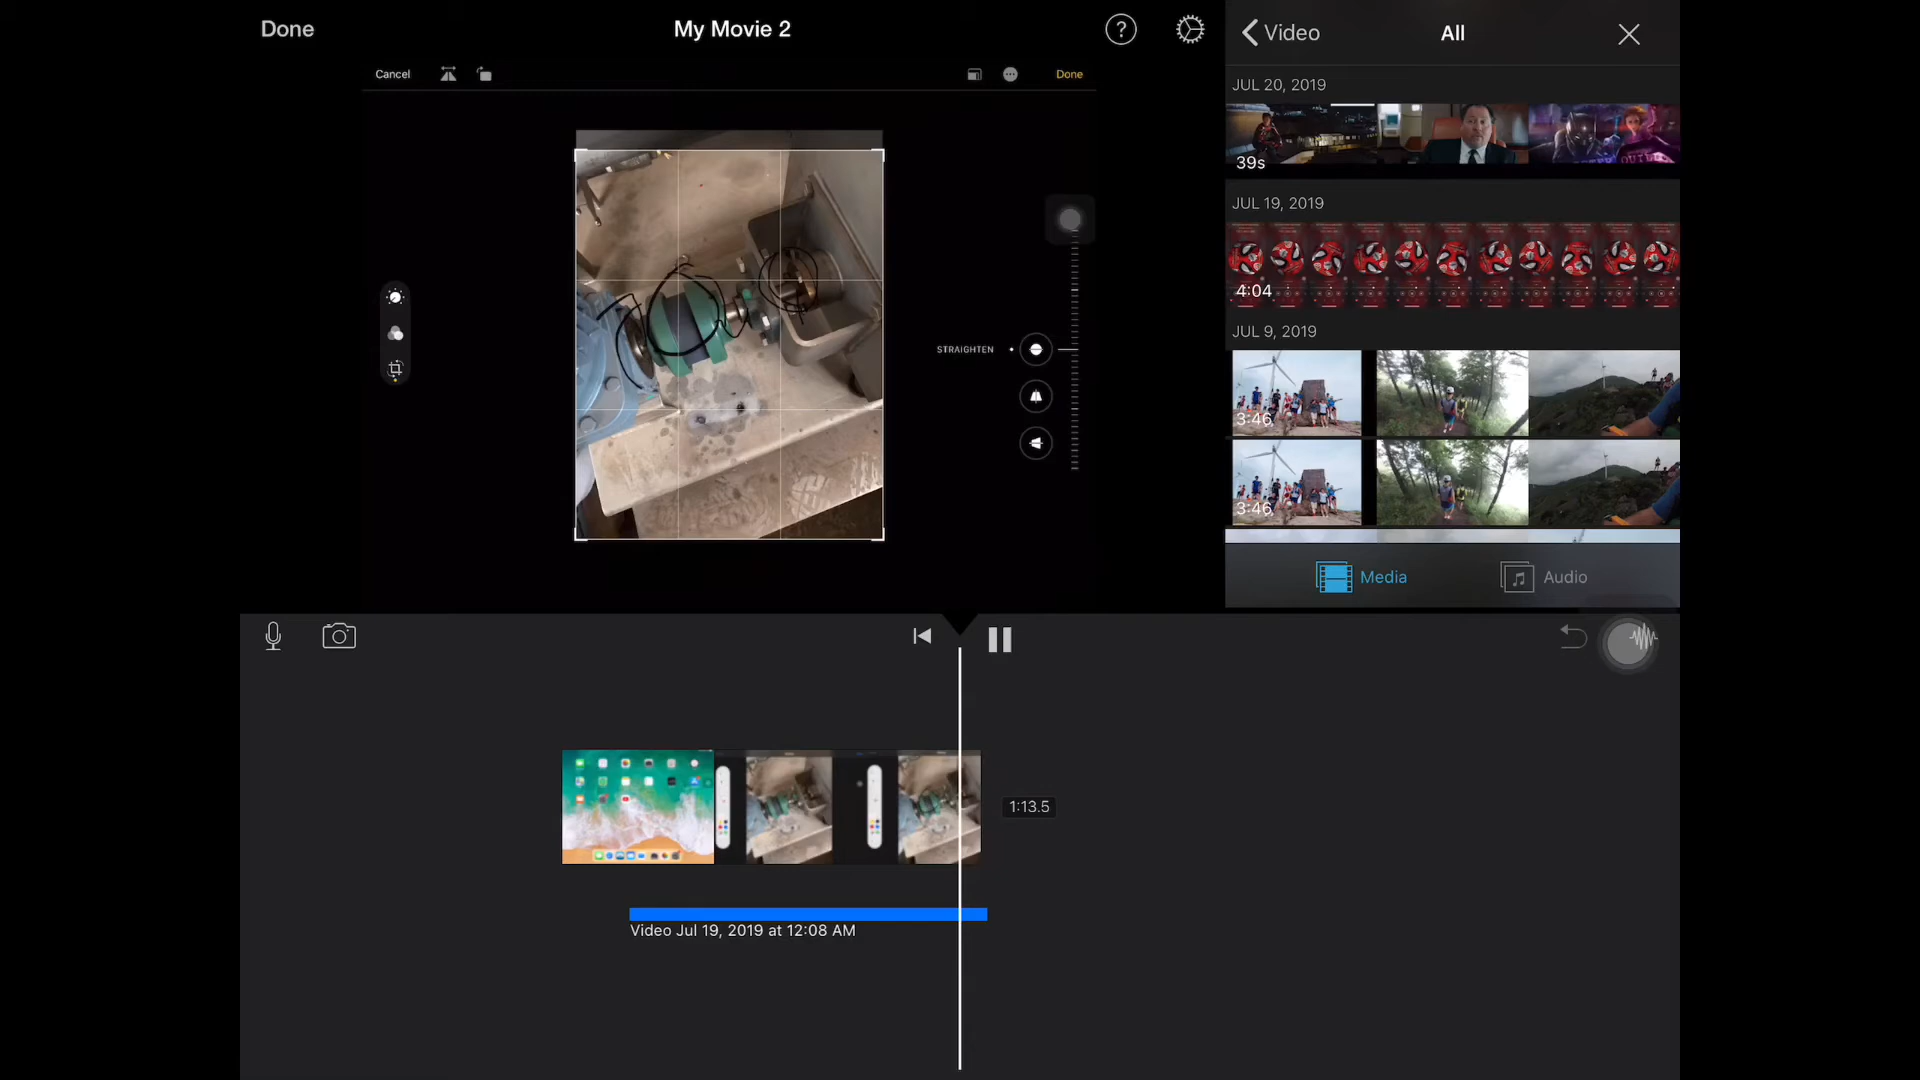 Done
My Movie 2
?
Video
All
Cancel
Done
JUL 20, 2019
39s
JUL 19, 2019
4:04
STRAIGHTEN
JUL 9, 2019
3:46
3:46
Media
Audio
1:13.5
Video Jul 19, 2019 at 12:08 AM